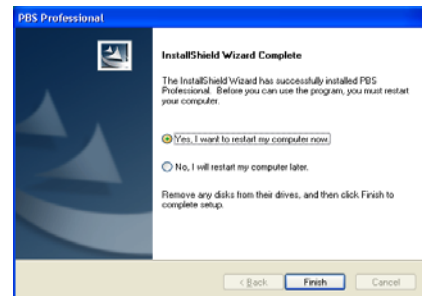 PBS Professional
InstallShield Wizard Complete
The InstallShield Wizard has successfully installed PBS
Professional. Before you can use the program, you must restart
your computer.
Yes, I want to restart my computer now.
No, I will restart my computer later.
Remove any disks from their drives, and then click Finish to
complete setup.
< Back
Finish
Cancel